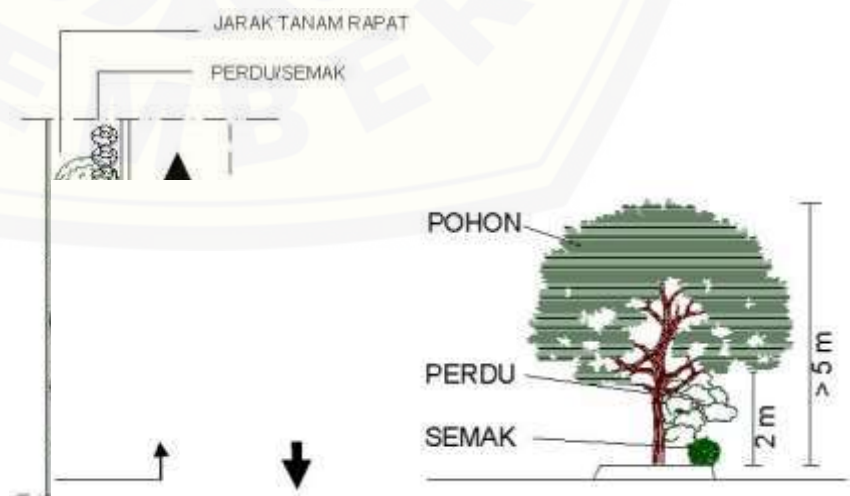 JARAK TANAM RAPAT
PERDU/SEMAK
POHON
PERDU
SEMAK
2 m
> 5 m